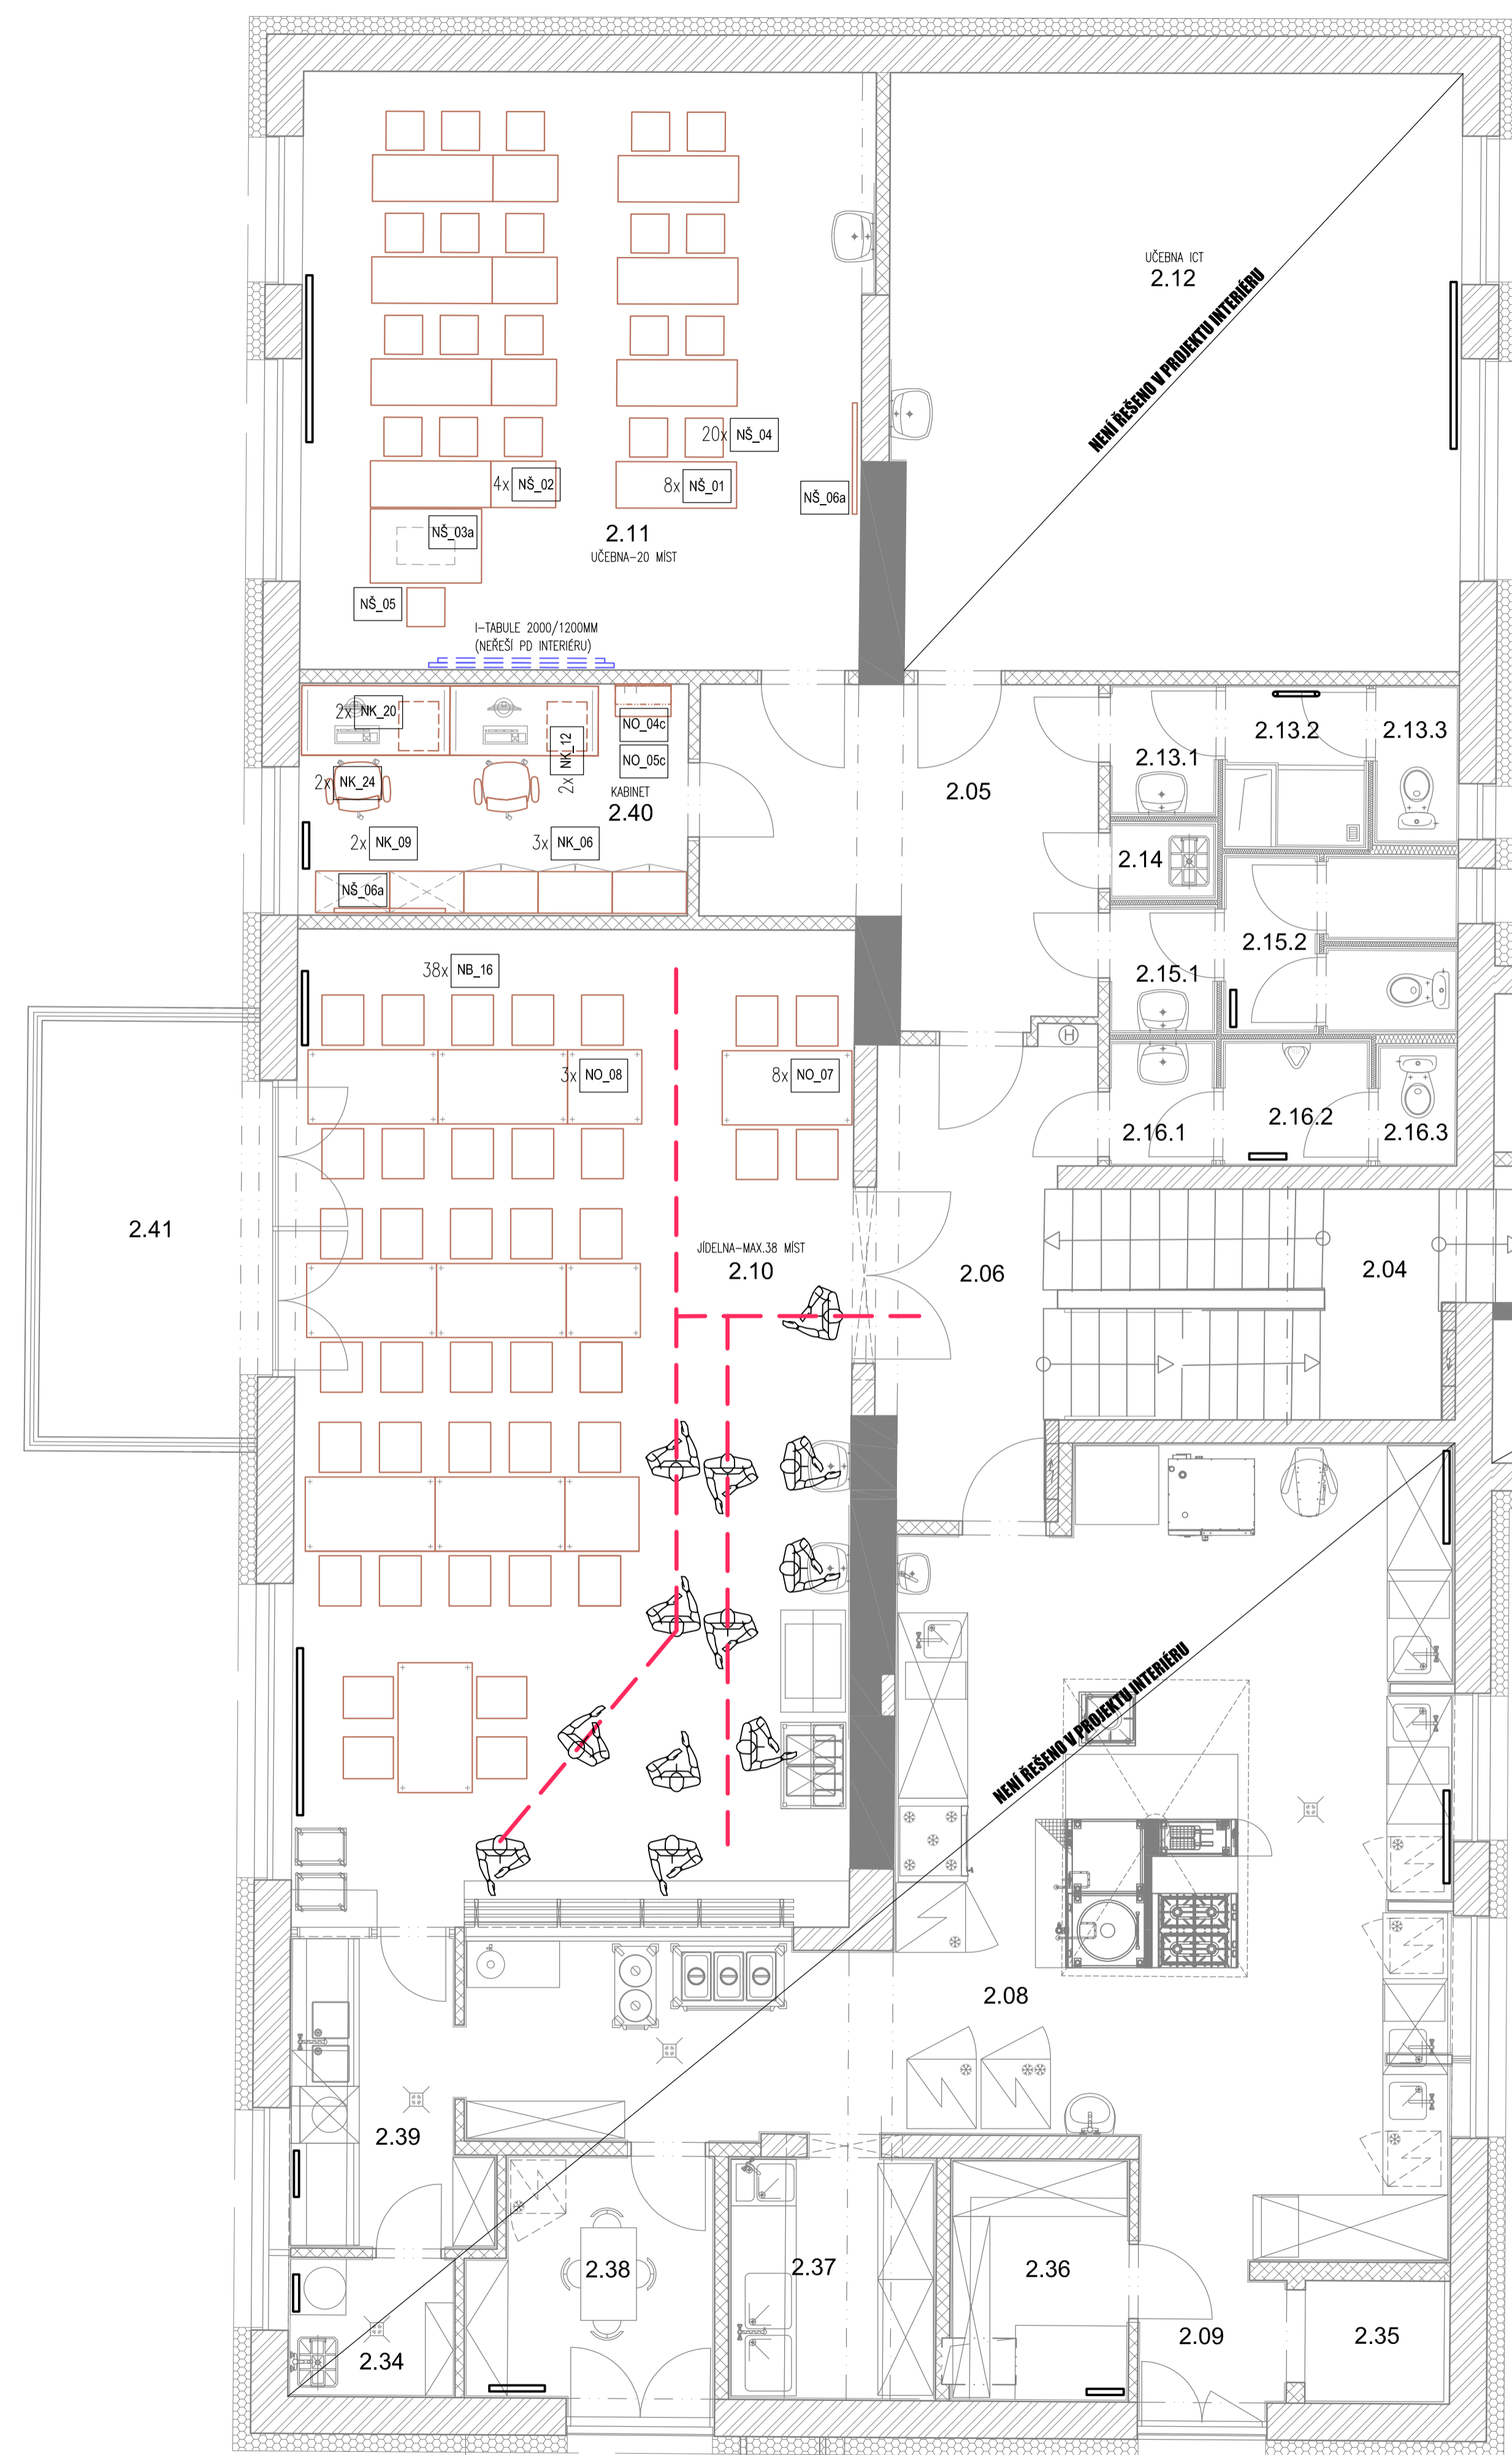 UČEBNA ICT
2.12
NENÍ ŘEŠENO V PROJEKTU INTERIÉRU
20x NŠ_04
4x NŠ_02
8x NŠ_01
NŠ_06a
NŠ_03a
2.11
UČEBNA-20 MÍST
NŠ_05
I-TABULE 2000/1200MM
(NEŘEŠÍ PD INTERIÉRU)
2x NK_20
NO_04c
2x NK_12
NO_05c
2x NK_24
KABINET
2.40
2x NK_09
3x NK_06
NŠ_06a
2.05
2.13.1
2.13.2
2.13.3
2.14
2.15.2
2.15.1
H
38x NB_16
3x NO_08
8x NO_07
2.16.1
2.16.2
2.16.3
2.41
JÍDELNA-MAX.38 MÍST
2.10
2.06
2.04
NENÍ ŘEŠENO V PROJEKTU INTERIÉRU
2.08
2.39
2.38
2.37
2.36
2.09
2.35
2.34